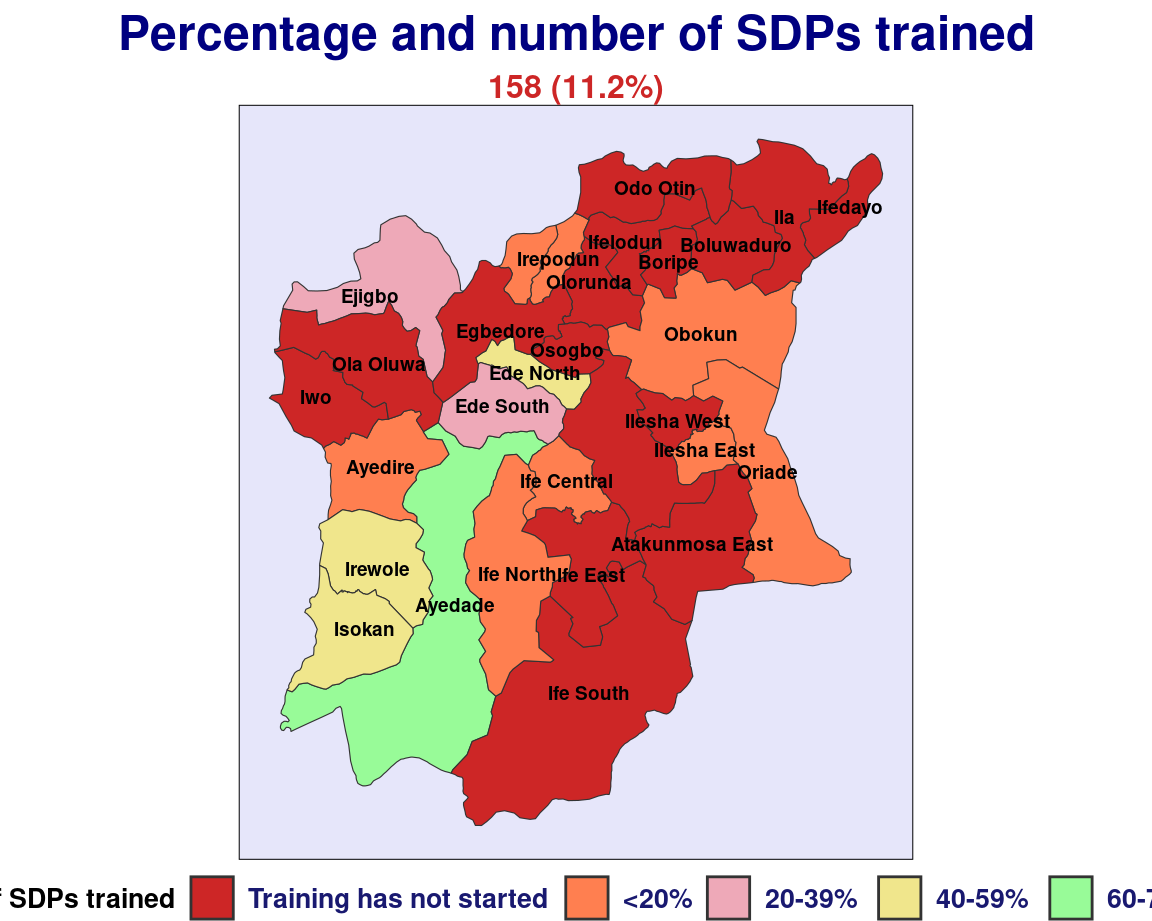 Percentage and number of SDPs trained
158 (11.2%)
Odo Otin
Ifedayo
Ila
Ifelodun
Boluwaduro
Irepodun
Boripe
Olorunda
Ejigbo
Egbedore
Obokun
Osogbo
Ola Oluwa
Ede North
Iwo
Ede South
Ilesha West
Ilesha East
Ayedire
Oriade
Ife Central
Atakunmosa East
Irewole
Ife North
Ife East
Ayedade
Isokan
Ife South
SDPs trained Training has not started <20% 20-39% 40-59% 60-7